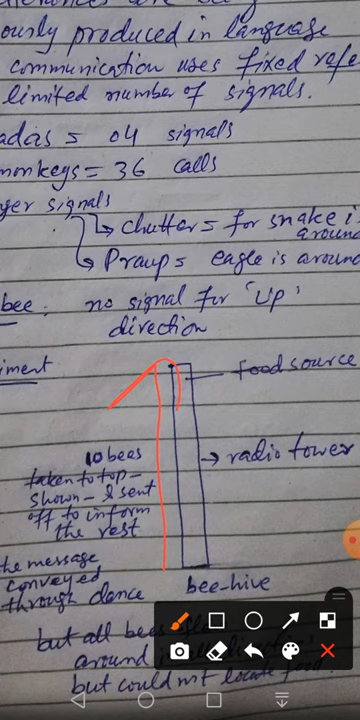 ously produced in language
communication uses fixed refe
limited number of signals.
adas = 04 signals
monkeys = 36 calls
ger signals
↳ Chutter = for snake i
around
↳ Praup = eagle is around
bee: no signal for 'Up'
direction
iment
food source
10 bees
taken to top -
shown - & sent
off to inform
the rest
→ radio tower
he message
conveyed
through dance
bee-hive
but all bees
around
but could not locate food.